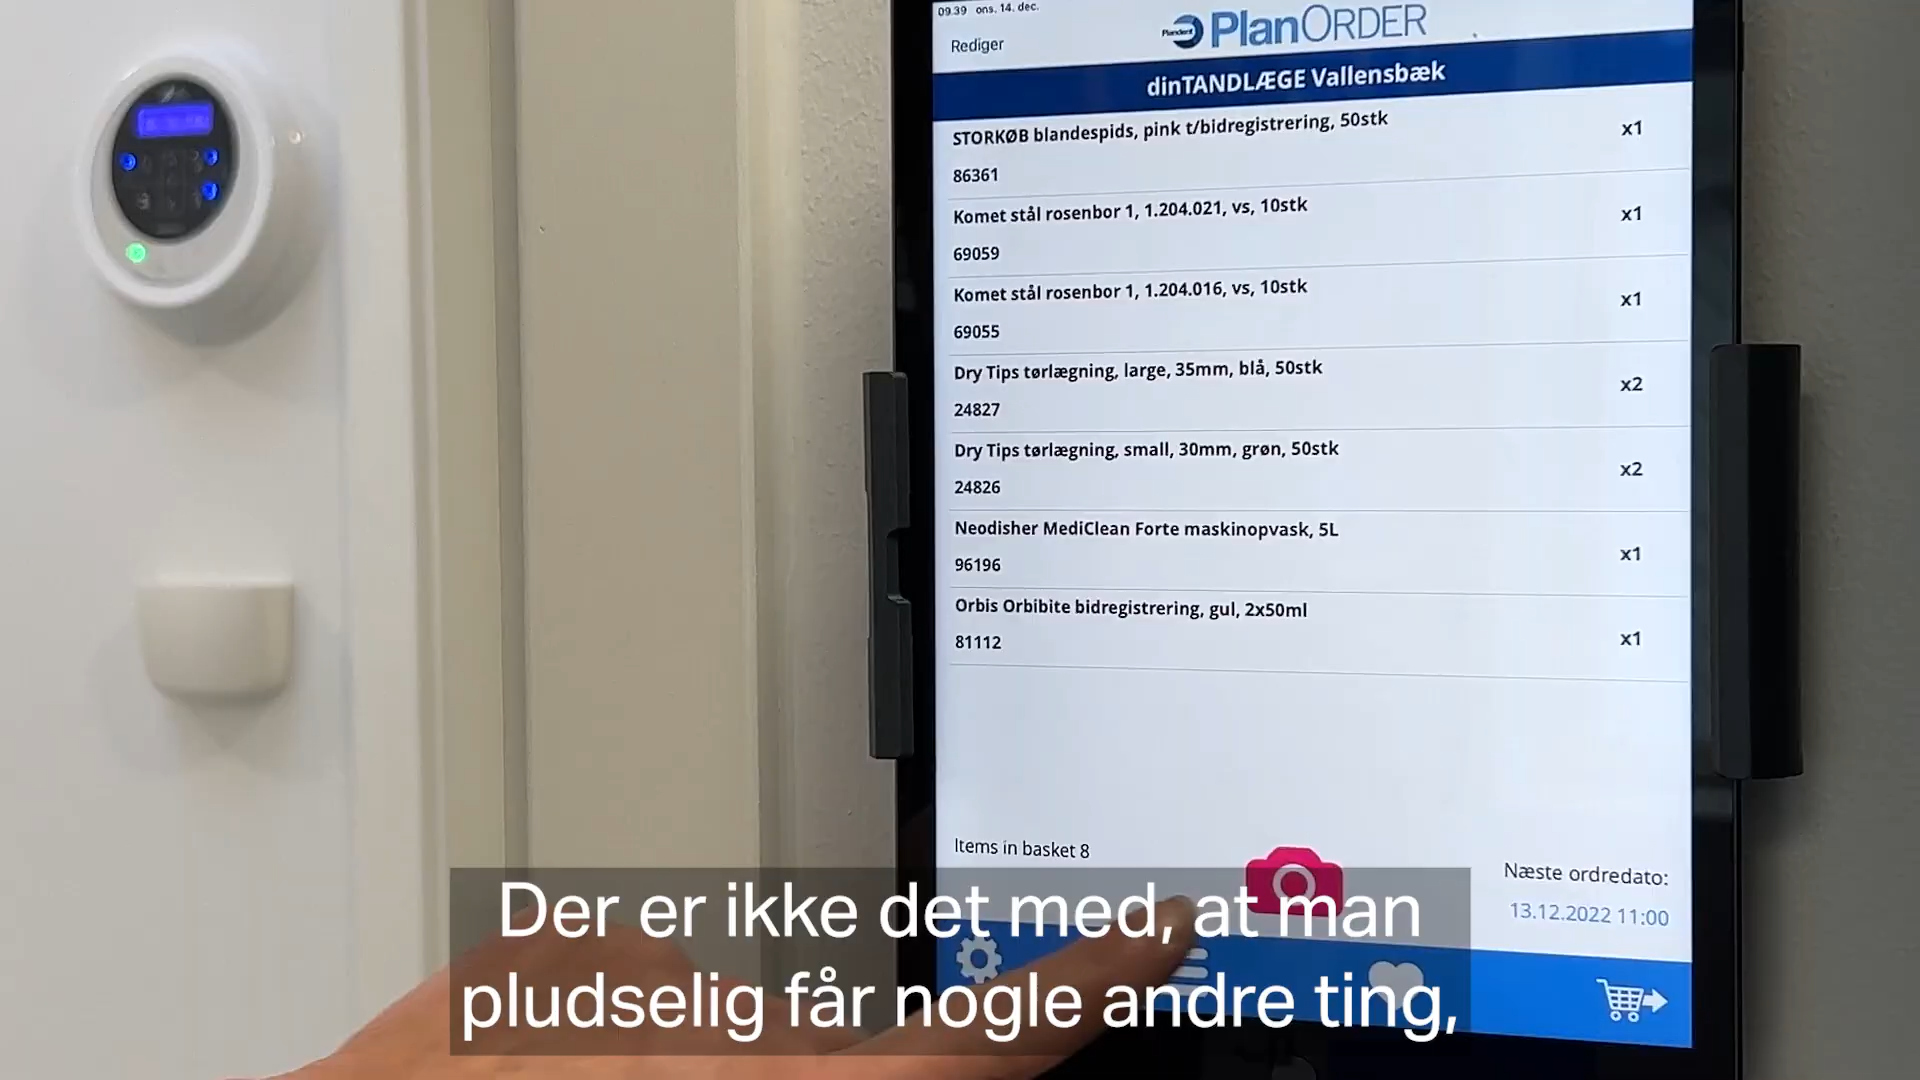 09.39 ons. 14. dec.
Rediger
Plandent PlanORDER
dinTANDLÆGE Vallensbæk
STORKØB blandespids, pink t/bidregistrering, 50stk
x1
86361
Komet stål rosenbor 1, 1.204.021, vs, 10stk
x1
69059
Komet stål rosenbor 1, 1.204.016, vs, 10stk
x1
69055
Dry Tips tørlægning, large, 35mm, blå, 50stk
x2
24827
Dry Tips tørlægning, small, 30mm, grøn, 50stk
x2
24826
Neodisher MediClean Forte maskinopvask, 5L
x1
96196
Orbis Orbibite bidregistrering, gul, 2x50ml
x1
81112
Items in basket 8
Næste ordredato:
13.12.2022 11:00
Der er ikke det med, at man
pludselig får nogle andre ting,